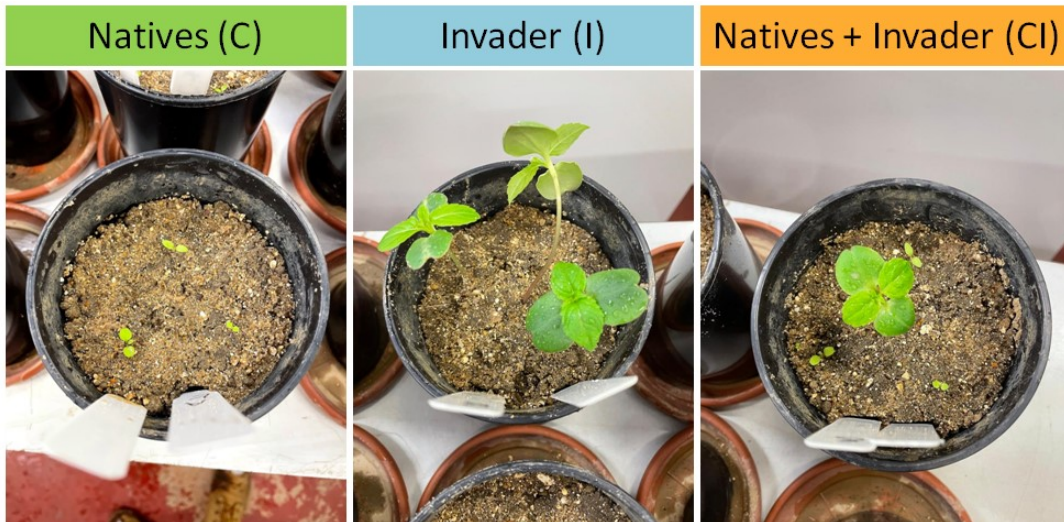 Natives (C)
Invader (I)
Natives + Invader (CI)